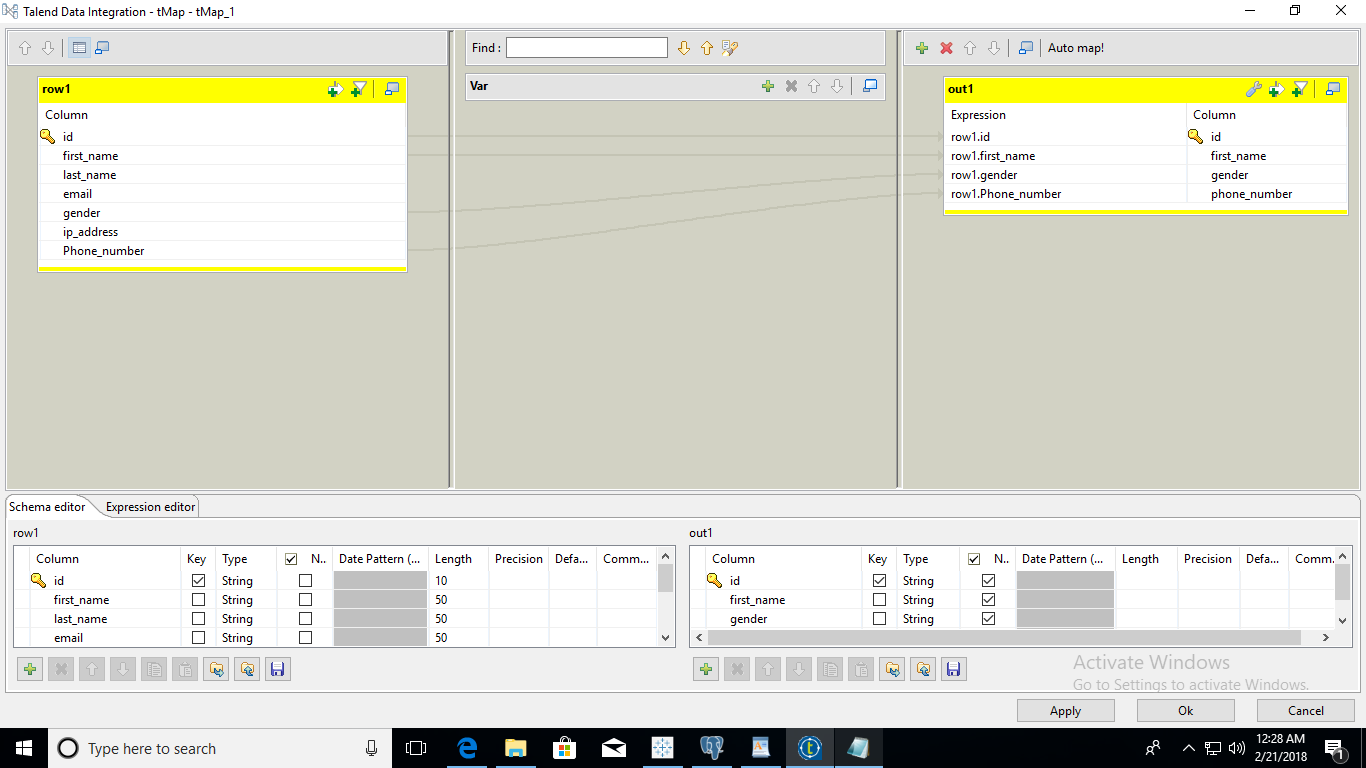 Talend Data Integration - tMap - tMap_1
Find :
Auto map!
row1
Column
id
first_name
last_name
email
gender
ip_address
Phone_number
Var
out1
Expression Column
row1.id id
row1.first_name first_name
row1.gender gender
row1.Phone_number phone_number
Schema editor Expression editor
row1
Column Key Type N.. Date Pattern (... Length Precision Defa... Comm...
id String 10
first_name String 50
last_name String 50
email String 50
out1
Column Key Type N.. Date Pattern (... Length Precision Defa... Comm.
id String
first_name String
gender String
Activate Windows
Go to Settings to activate Windows.
Apply Ok Cancel
Type here to search
12:28 AM
2/21/2018
1